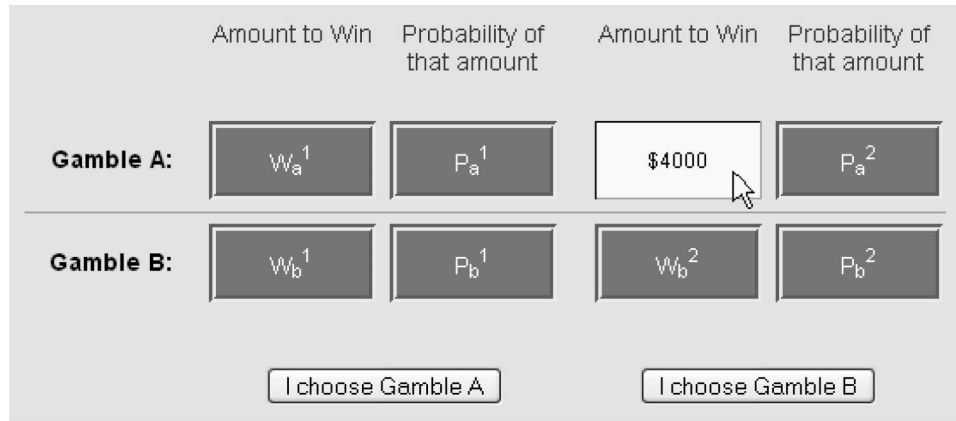 Amount to Win Probability of that amount Amount to Win Probability of that amount
Gamble A: Wa¹ Pa¹ $4000 Pa²
Gamble B: Wb¹ Pb¹ Wb² Pb²
I choose Gamble A I choose Gamble B